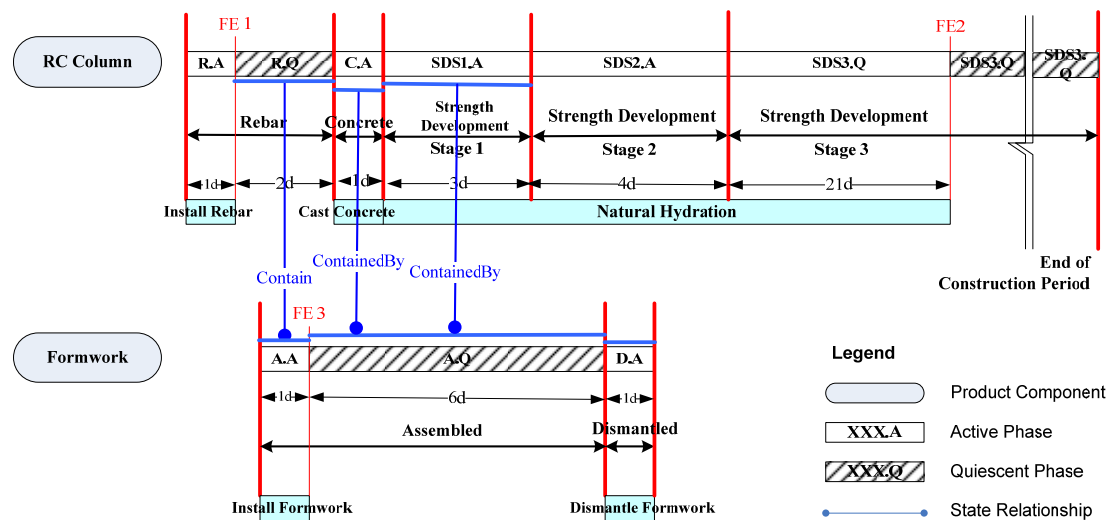 FE 1
FE2
RC Column
R.A
R.Q
C.A
SDS1.A
SDS2.A
SDS3.Q
SDS3.Q
SDS3.
Q
Rebar
Concrete
Strength
Development
Stage 1
Strength Development
Stage 2
Strength Development
Stage 3
1d
2d
1d
3d
4d
21d
Install Rebar
Cast Concrete
Natural Hydration
Contain
ContainedBy
ContainedBy
End of
Construction Period
FE 3
Formwork
A.A
A.Q
D.A
1d
6d
1d
Assembled
Dismantled
Install Formwork
Dismantle Formwork
Legend
Product Component
XXX.A
Active Phase
XXX.Q
Quiescent Phase
State Relationship